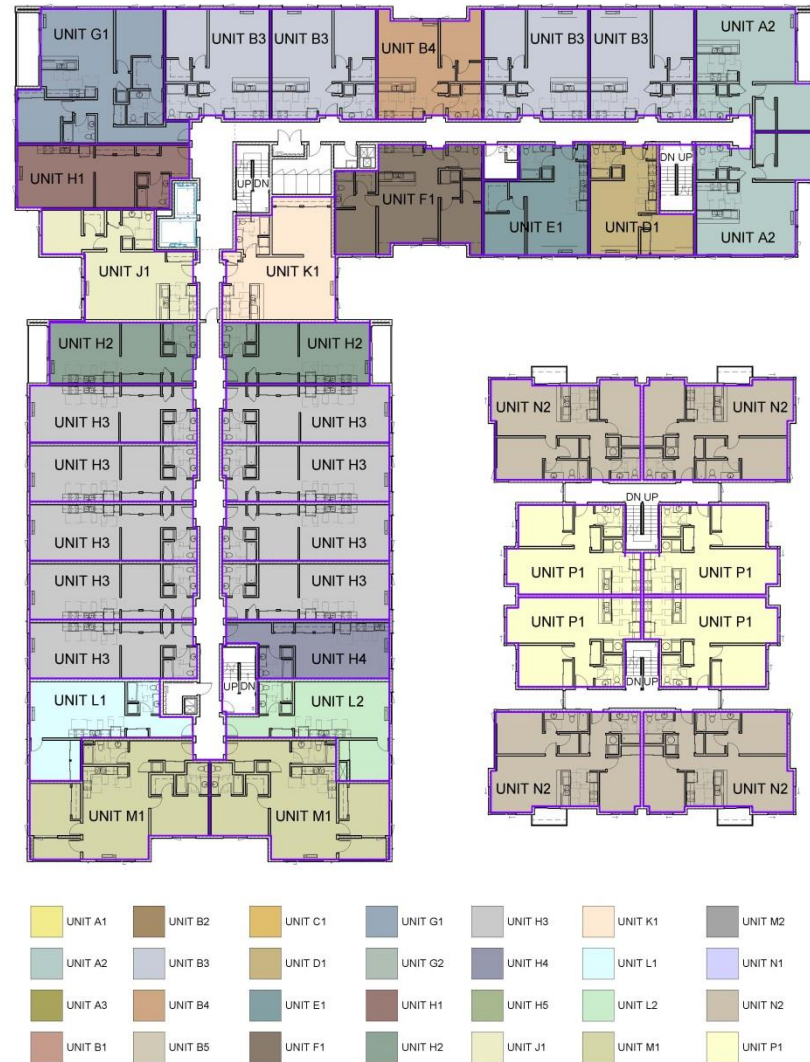 UNIT G1
UNIT B3
UNIT B3
UNIT B4
UNIT B3
UNIT B3
UNIT A2
UNIT H1
UP DN
UNIT F1
UNIT E1
UNIT D1
DN UP
UNIT A2
UNIT J1
UNIT K1
UNIT H2
UNIT H2
UNIT H3
UNIT H3
UNIT H3
UNIT H3
UNIT H3
UNIT H3
UNIT H3
UNIT H3
UNIT H3
UNIT H4
UNIT L1
UP DN
UNIT L2
UNIT M1
UNIT M1
UNIT N2
UNIT N2
DN UP
UNIT P1
UNIT P1
UNIT P1
UNIT P1
DN UP
UNIT N2
UNIT N2
UNIT A1
UNIT B2
UNIT C1
UNIT G1
UNIT H3
UNIT K1
UNIT M2
UNIT A2
UNIT B3
UNIT D1
UNIT G2
UNIT H4
UNIT L1
UNIT N1
UNIT A3
UNIT B4
UNIT E1
UNIT H1
UNIT H5
UNIT L2
UNIT N2
UNIT B1
UNIT B5
UNIT F1
UNIT H2
UNIT J1
UNIT M1
UNIT P1